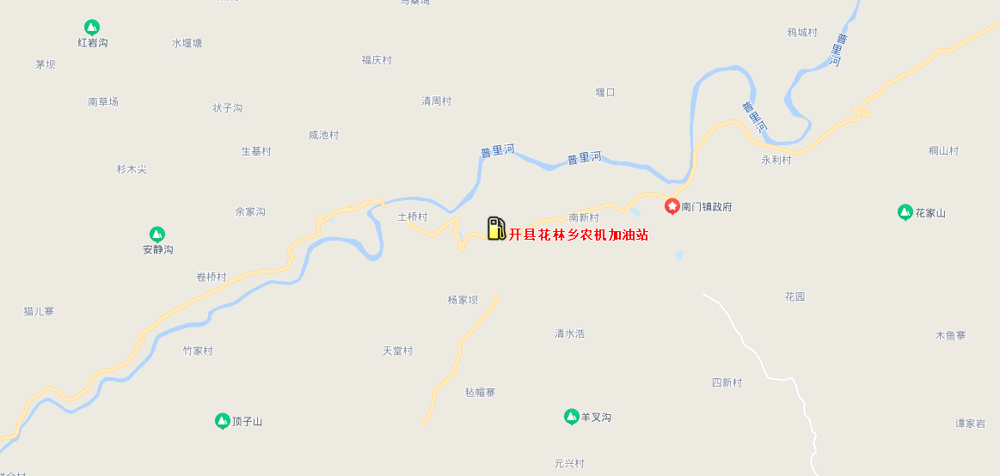 马桑塆
红岩沟
水堰塘
鸦城村
普里河
茅坝
福庆村
堰口
南草场
状子沟
清周村
普里河
咸池村
生基村
普里河
普里河
桐山村
永利村
杉木尖
余家沟
土桥村
南新村
南门镇政府
花家山
开县花林乡农机加油站
安静沟
卷桥村
杨家坝
花园
猫儿寨
清水浩
木鱼寨
竹家村
天堂村
四新村
毡帽寨
顶子山
羊叉沟
谭家岩
元兴村